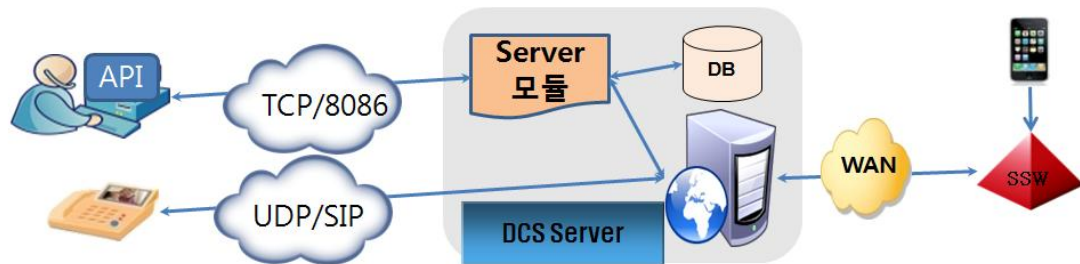 API
TCP/8086
Server
모듈
DB
UDP/SIP
DCS Server
WAN
SSW